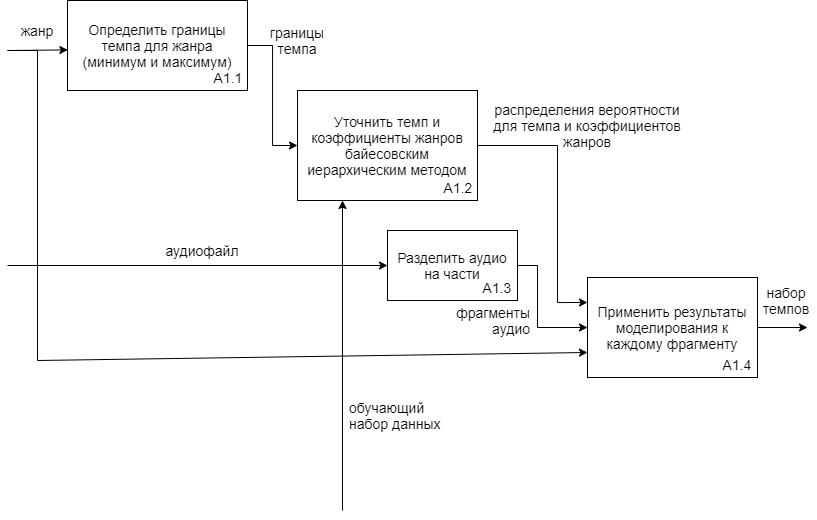 жанр
Определить границы
темпа для жанра
(минимум и максимум)
A1.1
границы
темпа
Уточнить темп и
коэффициенты жанров
байесовским
иерархическим методом
A1.2
распределения вероятности
для темпа и коэффициентов
жанров
аудиофайл
Разделить аудио
на части
A1.3
фрагменты
аудио
Применить результаты
моделирования к
каждому фрагменту
A1.4
набор
темпов
обучающий
набор данных